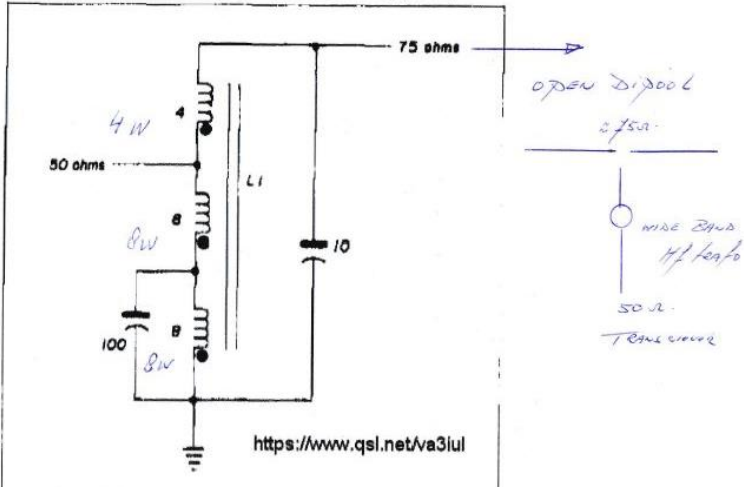 75 ohms
OPEN DIPOOL
4
4W
50 ohms
L1
8
8W
10
WIDE BAND
Hf trafo
100
8
8W
50 Ω.
TRANSCIEVER
https://www.qsl.net/va3iul